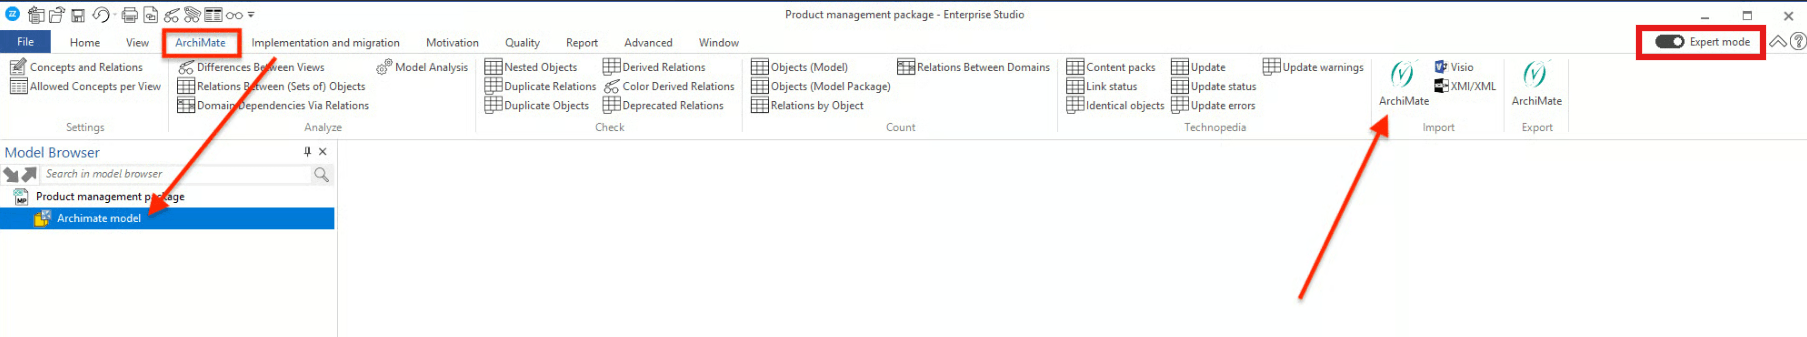 Product management package - Enterprise Studio
File Home View ArchiMate Implementation and migration Motivation Quality Report Advanced Window Expert mode
Concepts and Relations
Allowed Concepts per View
Settings
Differences Between Views
Relations Between (Sets of) Objects
Domain Dependencies Via Relations
Model Analysis
Analyze
Nested Objects
Duplicate Relations
Duplicate Objects
Derived Relations
Color Derived Relations
Deprecated Relations
Check
Objects (Model)
Objects (Model Package)
Relations by Object
Relations Between Domains
Count
Content packs
Link status
Identical objects
Update
Update status
Update errors
Update warnings
Technopedia
ArchiMate
Visio
XMI/XML
Import
ArchiMate
Export
Model Browser
Search in model browser
MP Product management package
Archimate model